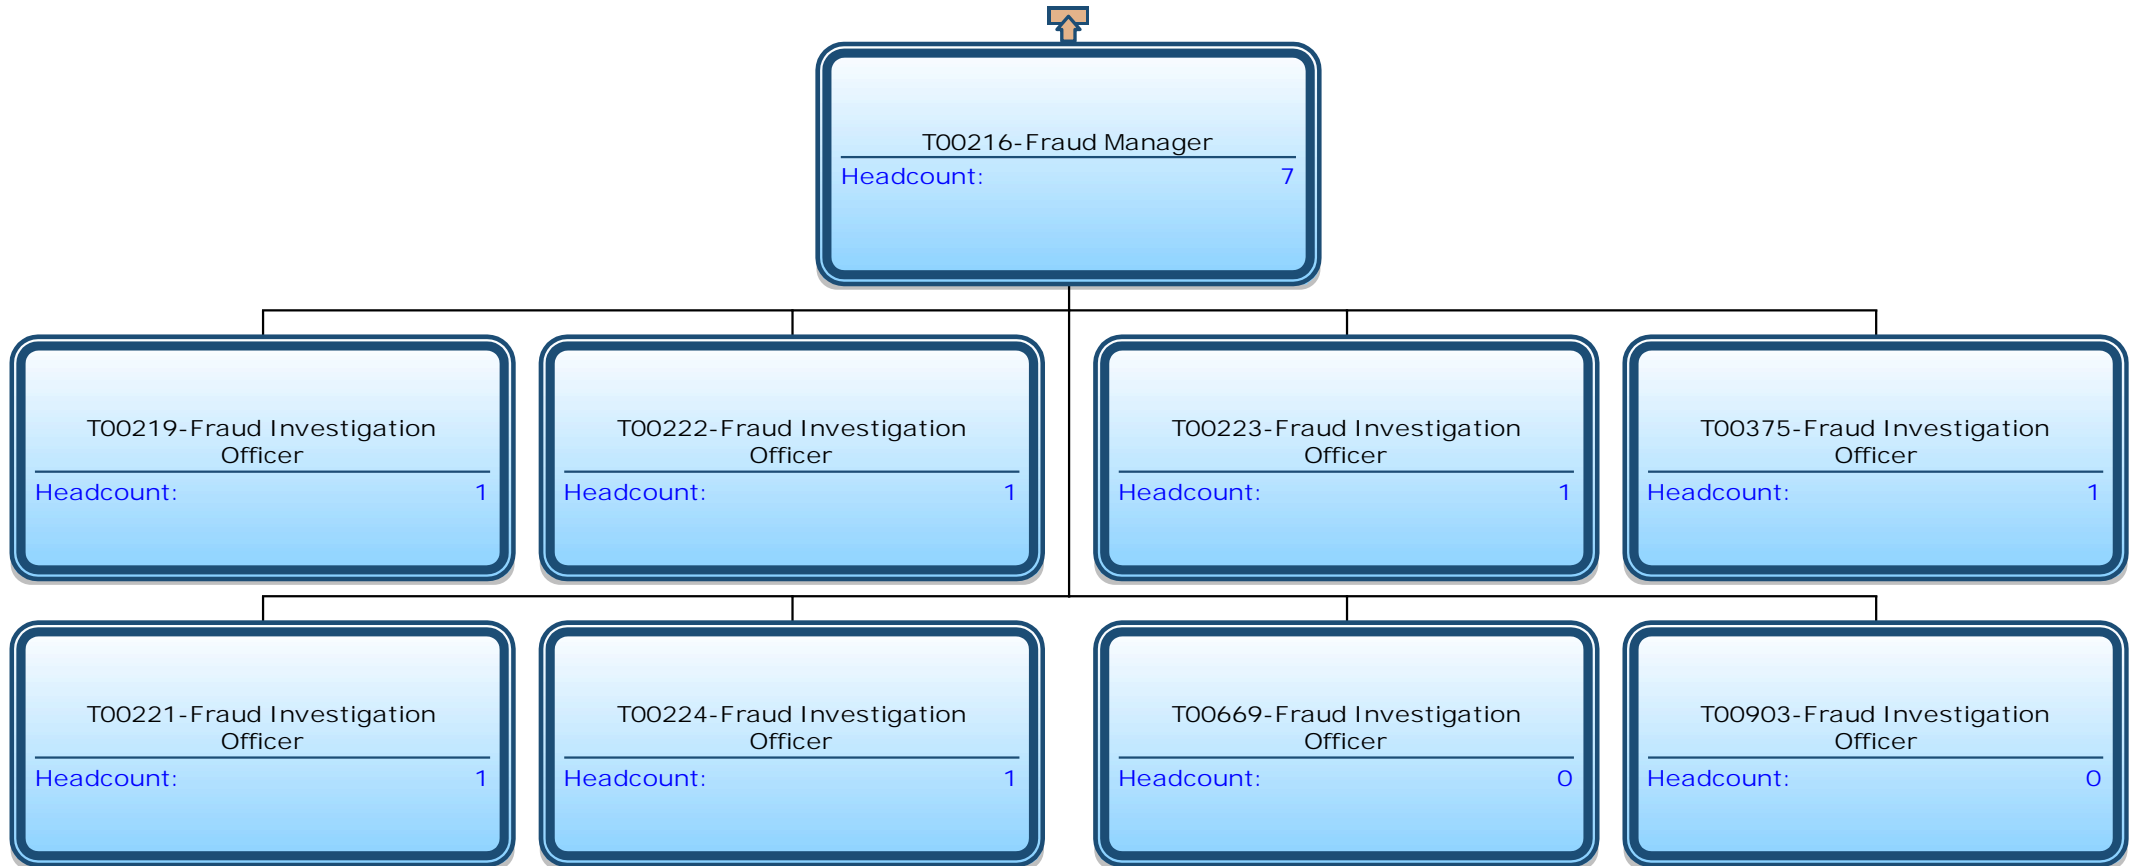 T00216-Fraud Manager
Headcount: 7
T00219-Fraud Investigation
Officer
Headcount: 1
T00222-Fraud Investigation
Officer
Headcount: 1
T00223-Fraud Investigation
Officer
Headcount: 1
T00375-Fraud Investigation
Officer
Headcount: 1
T00221-Fraud Investigation
Officer
Headcount: 1
T00224-Fraud Investigation
Officer
Headcount: 1
T00669-Fraud Investigation
Officer
Headcount: 0
T00903-Fraud Investigation
Officer
Headcount: 0